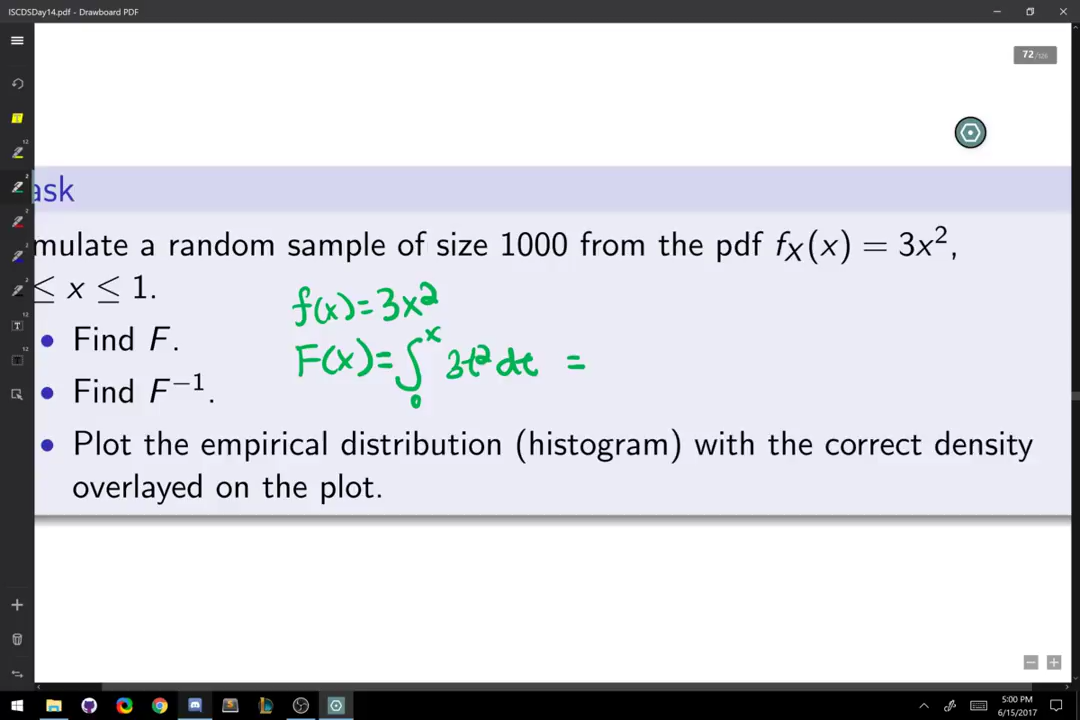 ISCDSDay14.pdf - Drawboard PDF
72/126
ask
mulate a random sample of size 1000 from the pdf fX(x) = 3x²,
≤ x ≤ 1.
f(x)=3x²
• Find F.
F(x)=∫₀ˣ 3t² dt =
• Find F⁻¹.
• Plot the empirical distribution (histogram) with the correct density
overlayed on the plot.
5:00 PM
6/15/2017